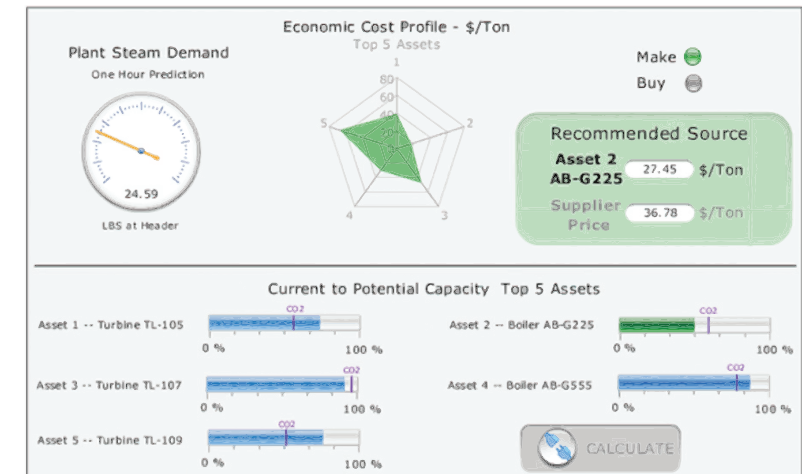 Economic Cost Profile - $/Ton
Top 5 Assets
Plant Steam Demand
One Hour Prediction
24.59
LBS at Header
1
80
60
40
5
2
4
3
Make
Buy
Recommended Source
Asset 2
AB-G225
27.45
$/Ton
Supplier
Price
36.78
$/Ton
Current to Potential Capacity Top 5 Assets
Asset 1 -- Turbine TL-105
CO2
0 %
100 %
Asset 2 -- Boiler AB-G225
CO2
0 %
100 %
Asset 3 -- Turbine TL-107
CO2
0 %
100 %
Asset 4 -- Boiler AB-G555
CO2
0 %
100 %
Asset 5 -- Turbine TL-109
CO2
0 %
100 %
CALCULATE